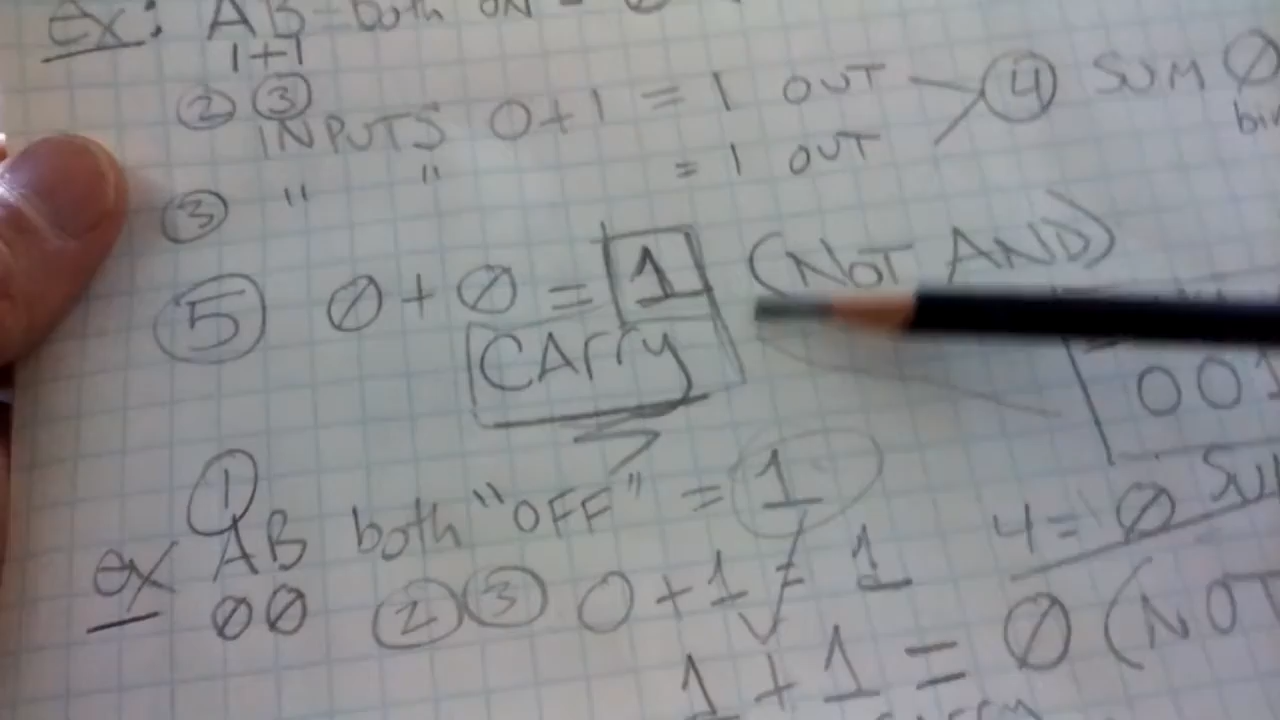 ex: AB both ON
1+1
② ③
INPUTS 0+1 = 1 OUT ④ SUM Ø
③ " " = 1 OUT
⑤ Ø + Ø = 1 (NOT AND)
CArry
001
①
ex AB both "OFF" = 1
ØØ ② ③ 0+1 = 1
4 = Ø
1 + 1 = Ø (NOT